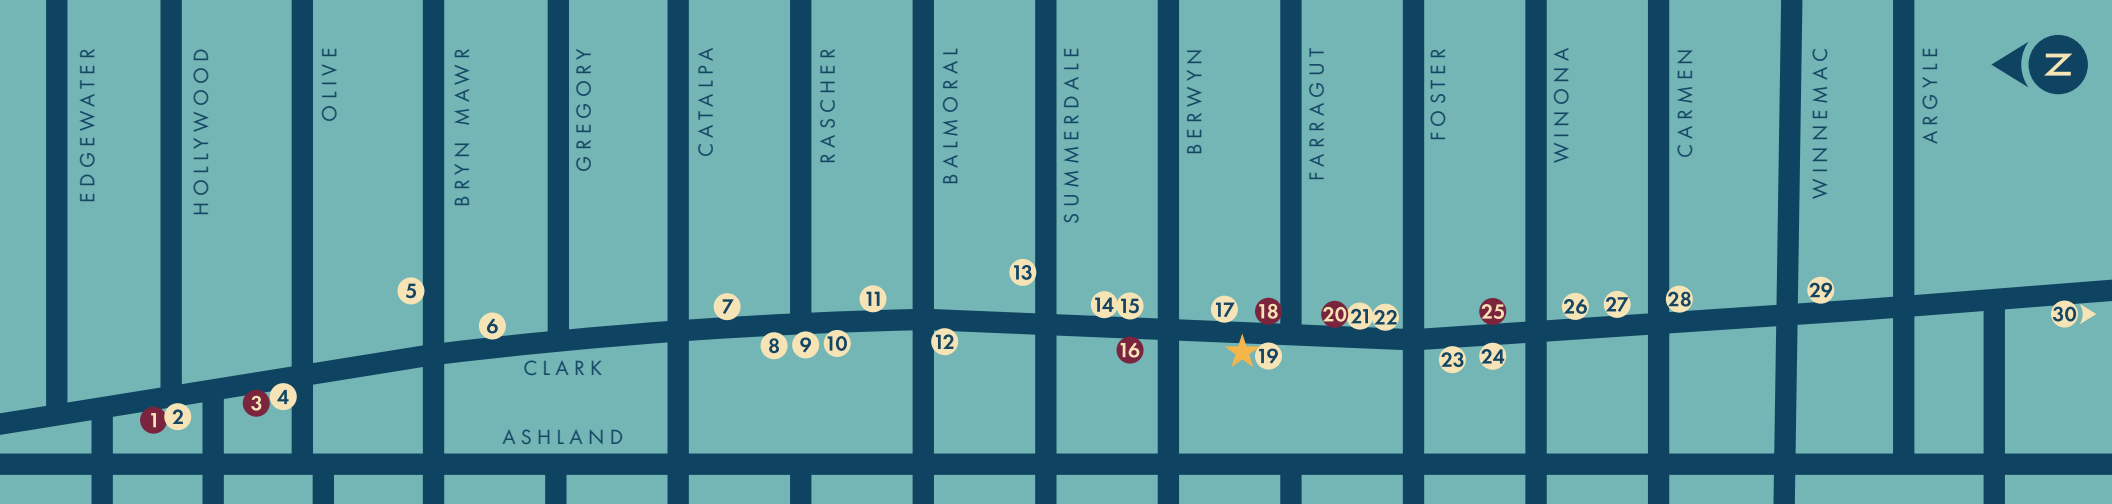 EDGEWATER
HOLLYWOOD
OLIVE
BRYN MAWR
GREGORY
CATALPA
RASCHER
BALMORAL
SUMMERDALE
BERWYN
FARRAGUT
FOSTER
WINONA
CARMEN
WINNEMAC
ARGYLE
N
1
2
3
4
5
6
7
8
9
10
11
12
13
14
15
16
17
18
19
20
21
22
23
24
25
26
27
28
29
30
CLARK
ASHLAND